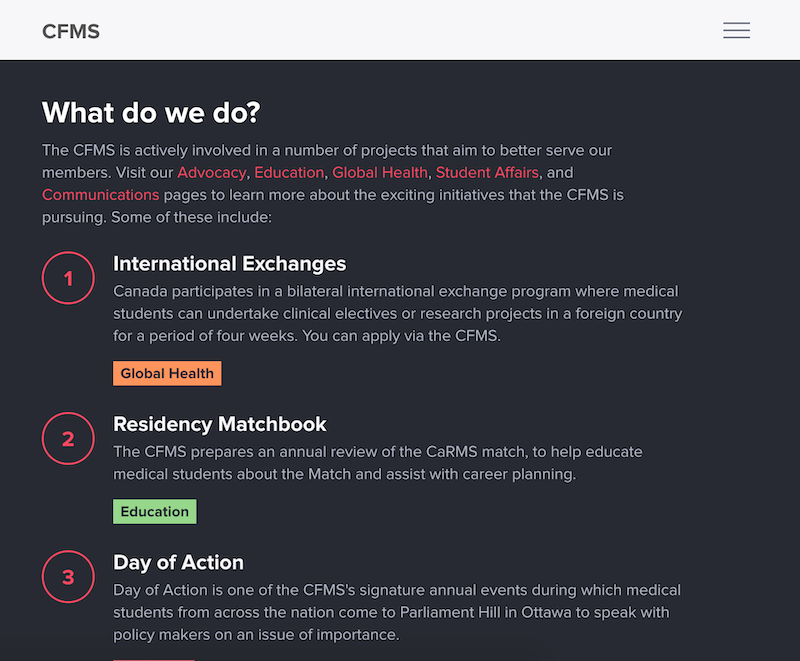 CFMS
What do we do?
The CFMS is actively involved in a number of projects that aim to better serve our
members. Visit our Advocacy, Education, Global Health, Student Affairs, and
Communications pages to learn more about the exciting initiatives that the CFMS is
pursuing. Some of these include:
1
International Exchanges
Canada participates in a bilateral international exchange program where medical
students can undertake clinical electives or research projects in a foreign country
for a period of four weeks. You can apply via the CFMS.
Global Health
2
Residency Matchbook
The CFMS prepares an annual review of the CaRMS match, to help educate
medical students about the Match and assist with career planning.
Education
3
Day of Action
Day of Action is one of the CFMS's signature annual events during which medical
students from across the nation come to Parliament Hill in Ottawa to speak with
policy makers on an issue of importance.